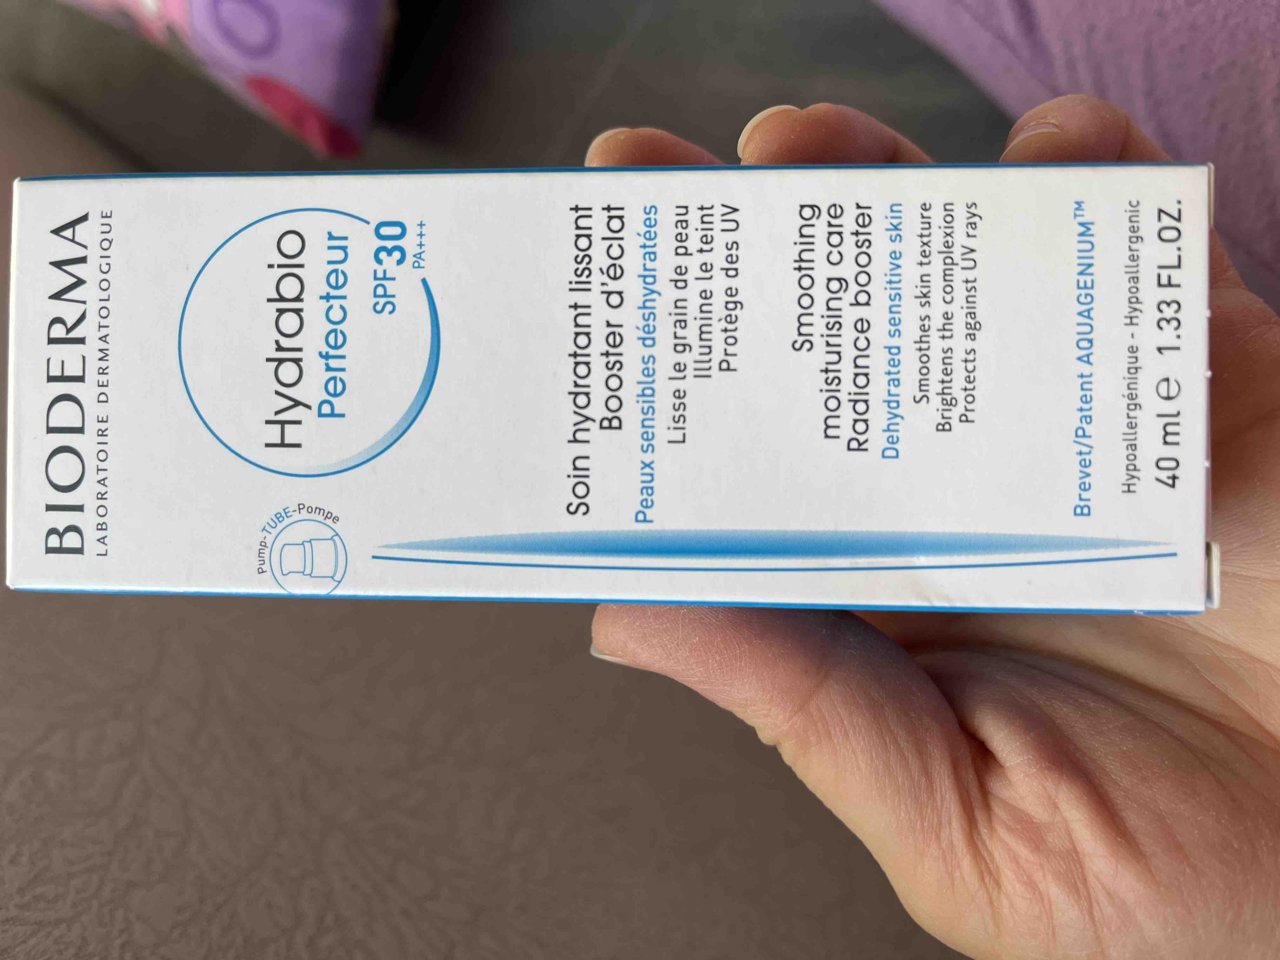 BIODERMA
LABORATOIRE DERMATOLOGIQUE
Pump-TUBE-Pompe
Hydrabio
Perfecteur
SPF30
PA+++
Soin hydratant lissant
Booster d'éclat
Peaux sensibles déshydratées
Lisse le grain de peau
Illumine le teint
Protège des UV
Smoothing
moisturising care
Radiance booster
Dehydrated sensitive skin
Smoothes skin texture
Brightens the complexion
Protects against UV rays
Brevet/Patent AQUAGENIUM™
Hypoallergénique - Hypoallergenic
40 ml e 1.33 FL.OZ.